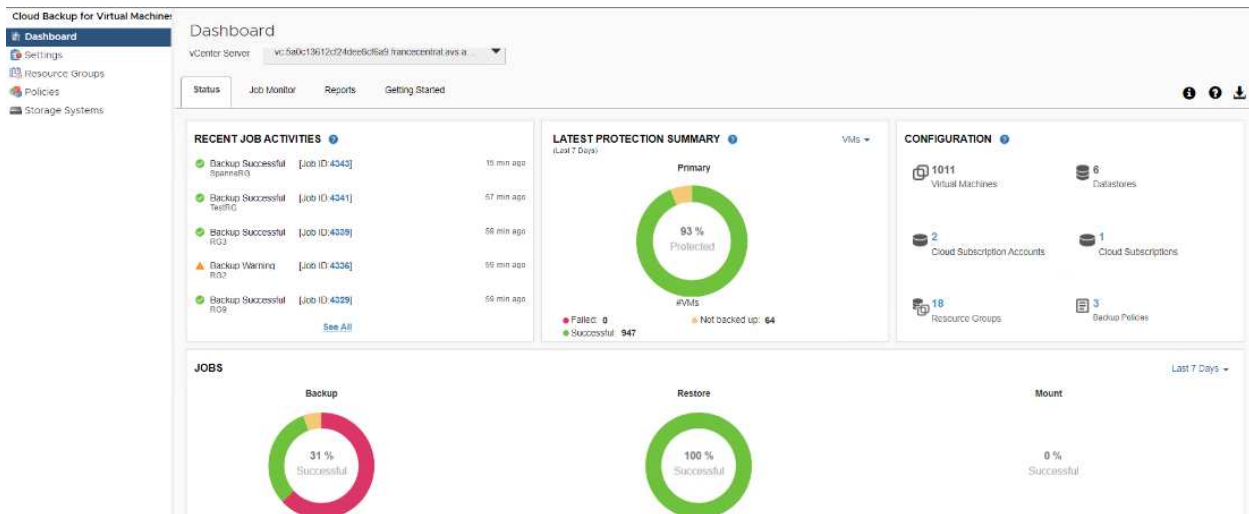 Cloud Backup for Virtual Machines
Dashboard
Settings
Resource Groups
Policies
Storage Systems
Dashboard
vCenter Server
Status
Job Monitor
Reports
Getting Started
RECENT JOB ACTIVITIES
Backup Successful [Job ID:4343] 15 min ago
SpannaRG
Backup Successful [Job ID:4341] 57 min ago
TestRG
Backup Successful [Job ID:4339] 59 min ago
RG3
Backup Warning [Job ID:4336] 59 min ago
RG2
Backup Successful [Job ID:4329] 59 min ago
RG9
See All
LATEST PROTECTION SUMMARY
VMs
(Last 7 Days)
Primary
93 %
Protected
#VMs
Failed: 0
Not backed up: 64
Successful: 947
CONFIGURATION
1011
Virtual Machines
6
Datastores
2
Cloud Subscription Accounts
1
Cloud Subscriptions
18
Resource Groups
3
Backup Policies
JOBS
Last 7 Days
Backup
31 %
Successful
Restore
100 %
Successful
Mount
0 %
Successful